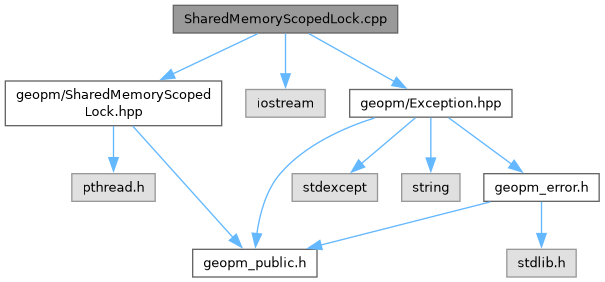 SharedMemoryScopedLock.cpp
geopm/SharedMemoryScoped
Lock.hpp
iostream
geopm/Exception.hpp
pthread.h
stdexcept
string
geopm_error.h
geopm_public.h
stdlib.h